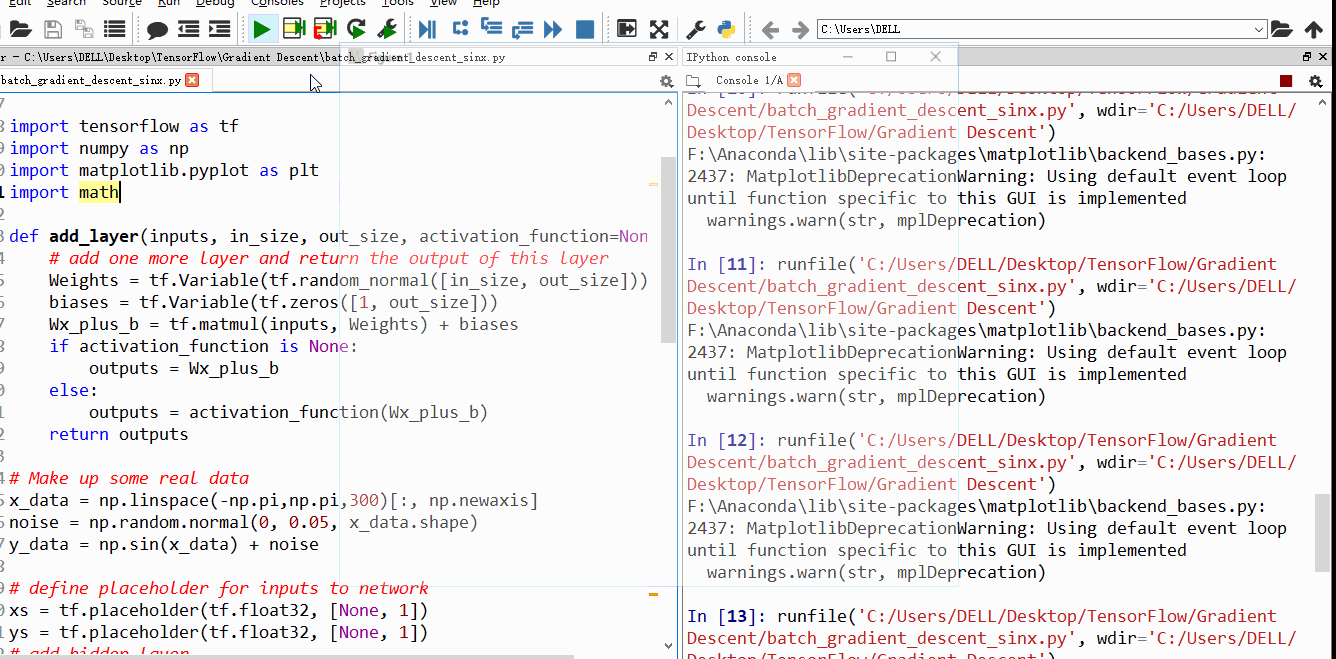 Edit Search Source Run Debug Consoles Projects Tools View Help
C:\Users\DELL
r - C:\Users\DELL\Desktop\TensorFlow\Gradient Descent\batch_gradient_descent_sinx.py
batch_gradient_descent_sinx.py
import tensorflow as tf
import numpy as np
import matplotlib.pyplot as plt
import math
def add_layer(inputs, in_size, out_size, activation_function=Non
# add one more layer and return the output of this layer
Weights = tf.Variable(tf.random_normal([in_size, out_size]))
biases = tf.Variable(tf.zeros([1, out_size]))
Wx_plus_b = tf.matmul(inputs, Weights) + biases
if activation_function is None:
outputs = Wx_plus_b
else:
outputs = activation_function(Wx_plus_b)
return outputs
# Make up some real data
x_data = np.linspace(-np.pi,np.pi,300)[:, np.newaxis]
noise = np.random.normal(0, 0.05, x_data.shape)
y_data = np.sin(x_data) + noise
# define placeholder for inputs to network
xs = tf.placeholder(tf.float32, [None, 1])
ys = tf.placeholder(tf.float32, [None, 1])
# add hidden layer
IPython console
Console 1/A
Descent/batch_gradient_descent_sinx.py', wdir='C:/Users/DELL/
Desktop/TensorFlow/Gradient Descent')
F:\Anaconda\lib\site-packages\matplotlib\backend_bases.py:
2437: MatplotlibDeprecationWarning: Using default event loop
until function specific to this GUI is implemented
warnings.warn(str, mplDeprecation)
In [11]: runfile('C:/Users/DELL/Desktop/TensorFlow/Gradient
Descent/batch_gradient_descent_sinx.py', wdir='C:/Users/DELL/
Desktop/TensorFlow/Gradient Descent')
F:\Anaconda\lib\site-packages\matplotlib\backend_bases.py:
2437: MatplotlibDeprecationWarning: Using default event loop
until function specific to this GUI is implemented
warnings.warn(str, mplDeprecation)
In [12]: runfile('C:/Users/DELL/Desktop/TensorFlow/Gradient
Descent/batch_gradient_descent_sinx.py', wdir='C:/Users/DELL/
Desktop/TensorFlow/Gradient Descent')
F:\Anaconda\lib\site-packages\matplotlib\backend_bases.py:
2437: MatplotlibDeprecationWarning: Using default event loop
until function specific to this GUI is implemented
warnings.warn(str, mplDeprecation)
In [13]: runfile('C:/Users/DELL/Desktop/TensorFlow/Gradient
Descent/batch_gradient_descent_sinx.py', wdir='C:/Users/DELL/
Desktop/TensorFlow/Gradient Descent')